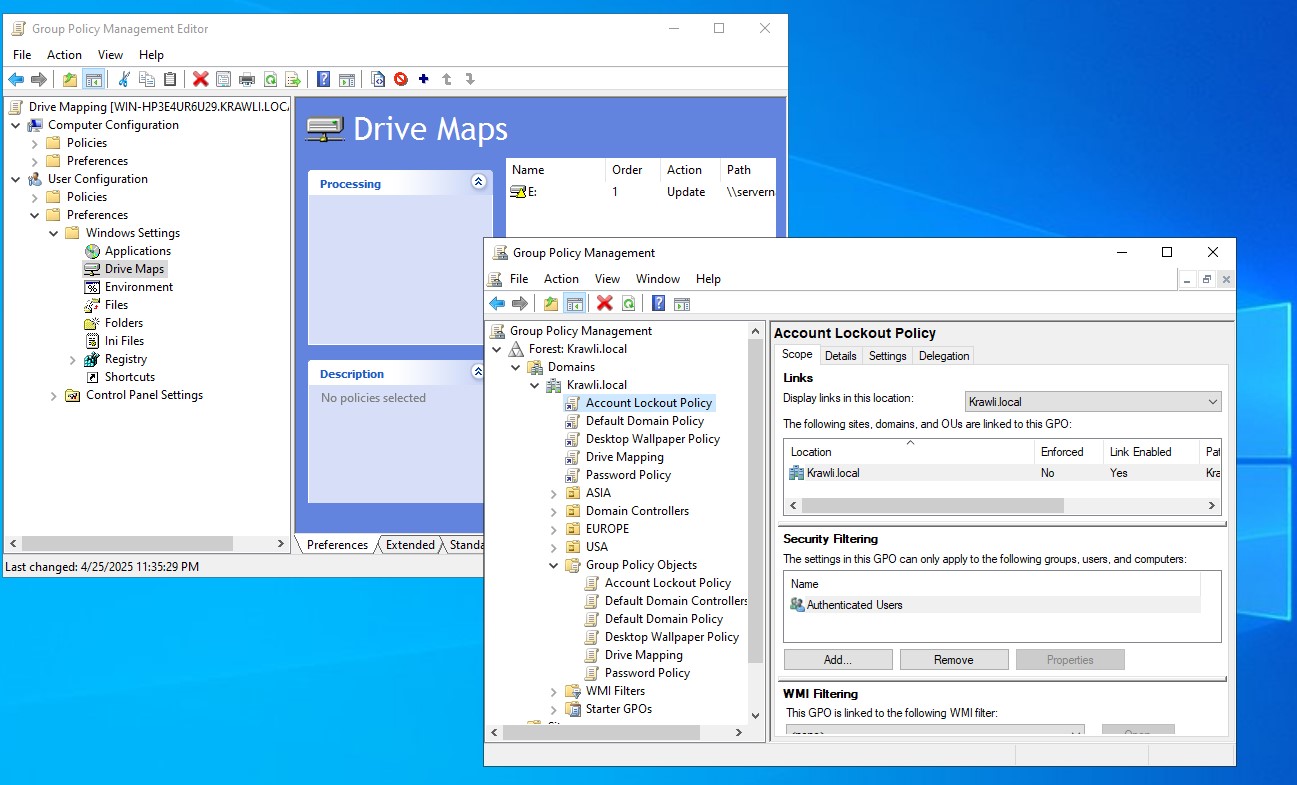 Group Policy Management Editor
File Action View Help
Drive Mapping [WIN-HP3E4UR6U29.KRAWLI.LOCA
Computer Configuration
Policies
Preferences
User Configuration
Policies
Preferences
Windows Settings
Applications
Drive Maps
Environment
Files
Folders
Ini Files
Registry
Shortcuts
Control Panel Settings
Drive Maps
Processing
Description
No policies selected
Name Order Action Path
E: 1 Update \\servern
Preferences Extended Standa
Last changed: 4/25/2025 11:35:29 PM
Group Policy Management
File Action View Window Help
Group Policy Management
Forest: Krawli.local
Domains
Krawli.local
Account Lockout Policy
Default Domain Policy
Desktop Wallpaper Policy
Drive Mapping
Password Policy
ASIA
Domain Controllers
EUROPE
USA
Group Policy Objects
Account Lockout Policy
Default Domain Controllers
Default Domain Policy
Desktop Wallpaper Policy
Drive Mapping
Password Policy
WMI Filters
Starter GPOs
Account Lockout Policy
Scope Details Settings Delegation
Links
Display links in this location: Krawli.local
The following sites, domains, and OUs are linked to this GPO:
Location Enforced Link Enabled Pat
Krawli.local No Yes Kra
Security Filtering
The settings in this GPO can only apply to the following groups, users, and computers:
Name
Authenticated Users
Add... Remove Properties
WMI Filtering
This GPO is linked to the following WMI filter: